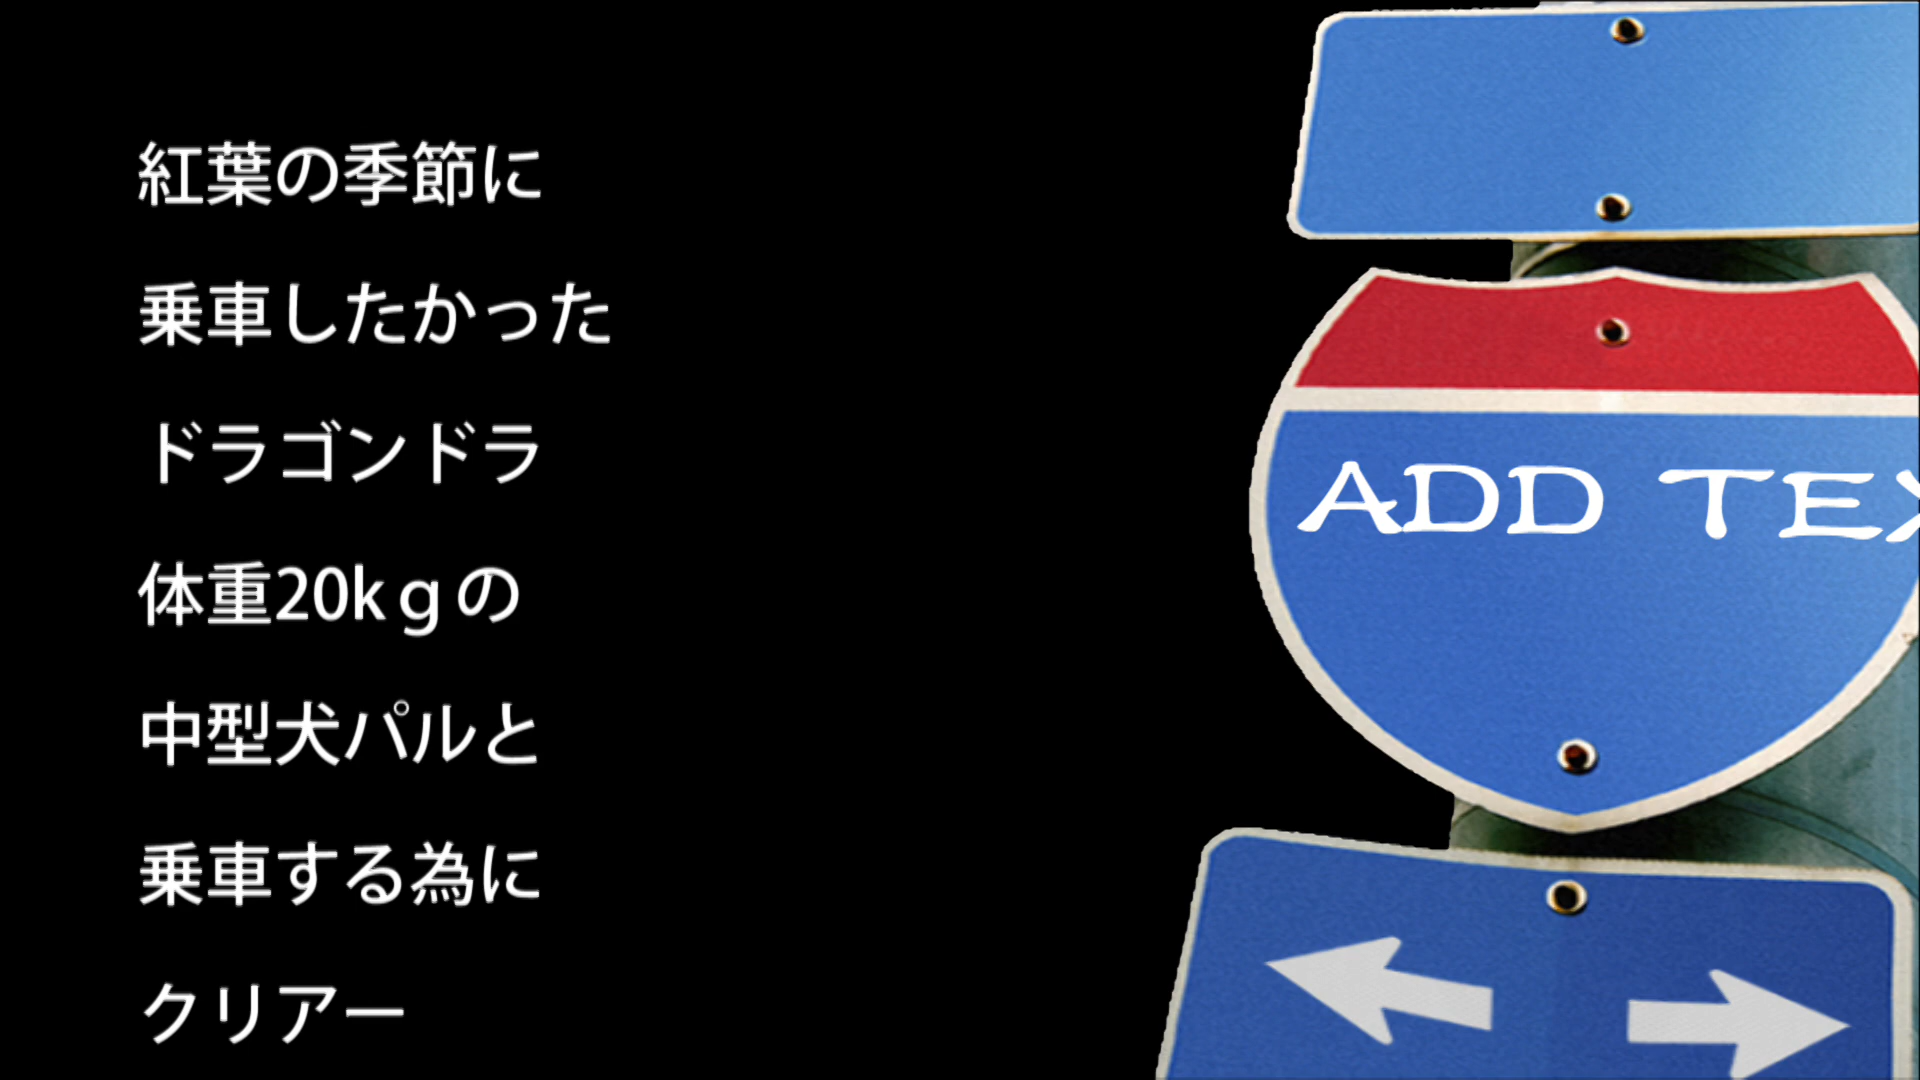 紅葉の季節に
乗車したかった
ドラゴンドラ
体重20kｇの
中型犬パルと
乗車する為に
クリアー
ADD TEX